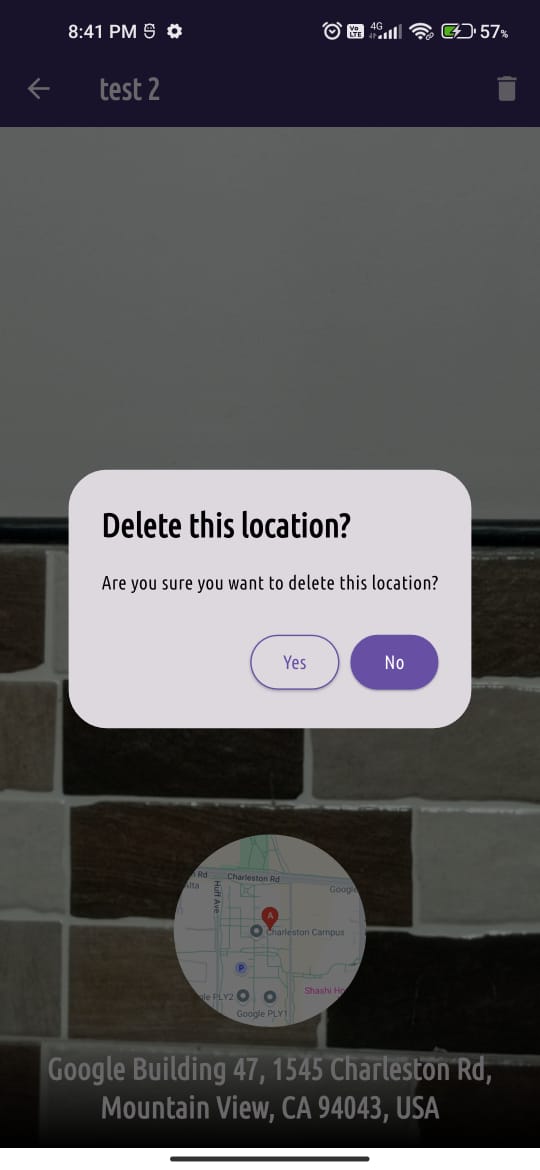 8:41 PM
4G
Vo
LTE
57%
test 2
Delete this location?
Are you sure you want to delete this location?
Yes
No
Rd
Charleston Rd
Alta
Huff Ave
Google
A
Charleston Campus
P
gle PLY2
Shashi Ho
Google PLY1
Google Building 47, 1545 Charleston Rd,
Mountain View, CA 94043, USA